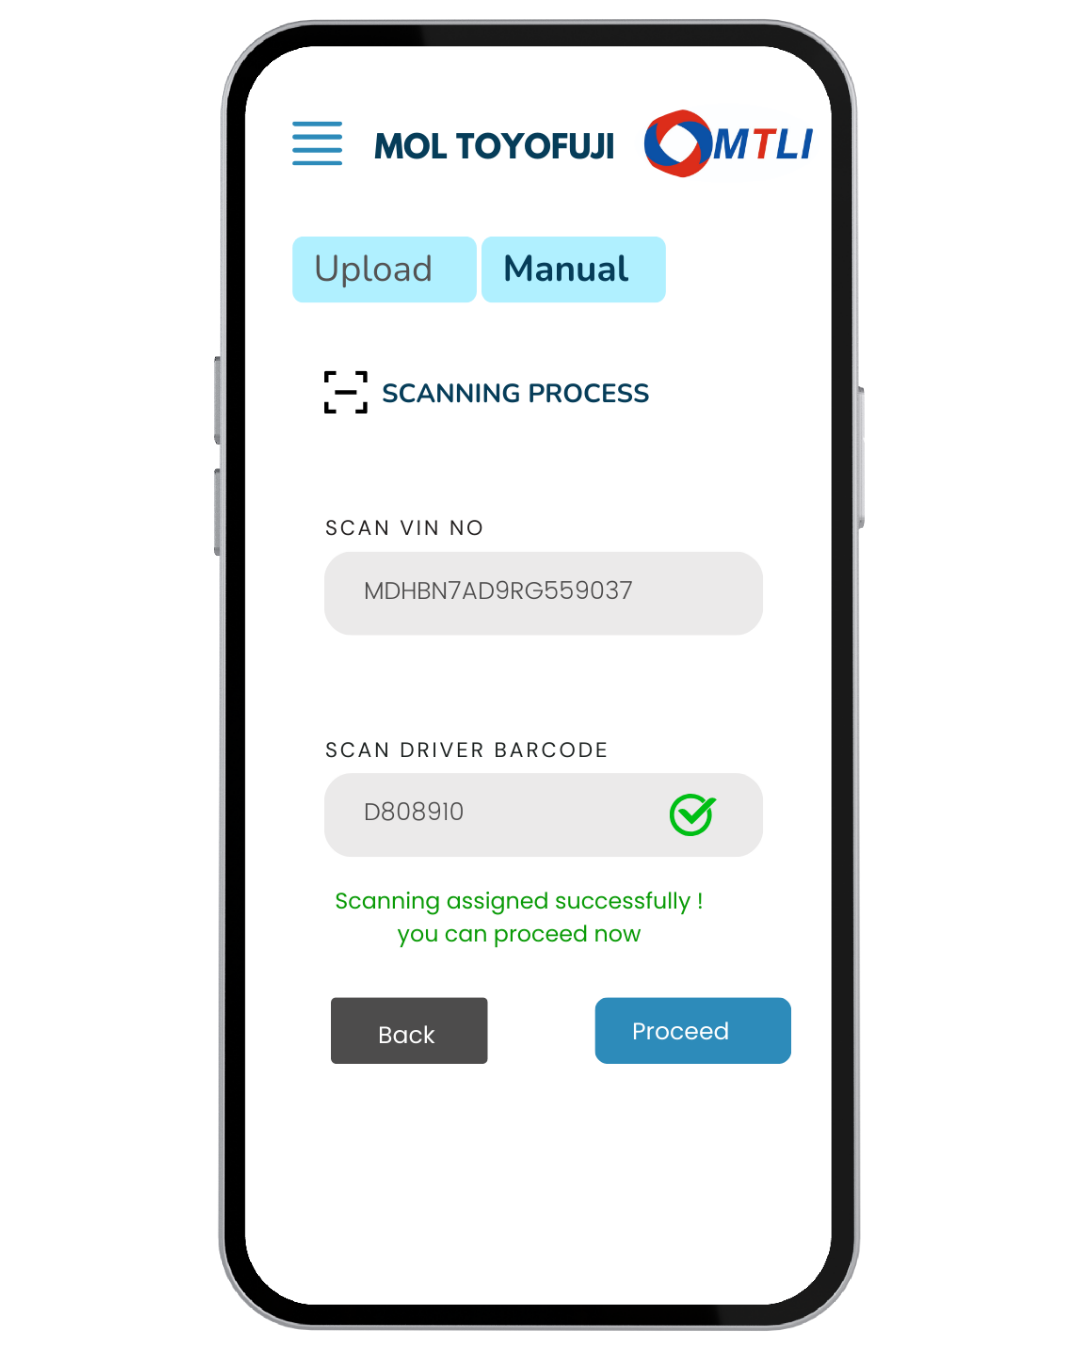 MOL TOYOFUJI MTLI
Upload Manual
SCANNING PROCESS
SCAN VIN NO
MDHBN7AD9RG559037
SCAN DRIVER BARCODE
D808910
Scanning assigned successfully !
you can proceed now
Back Proceed